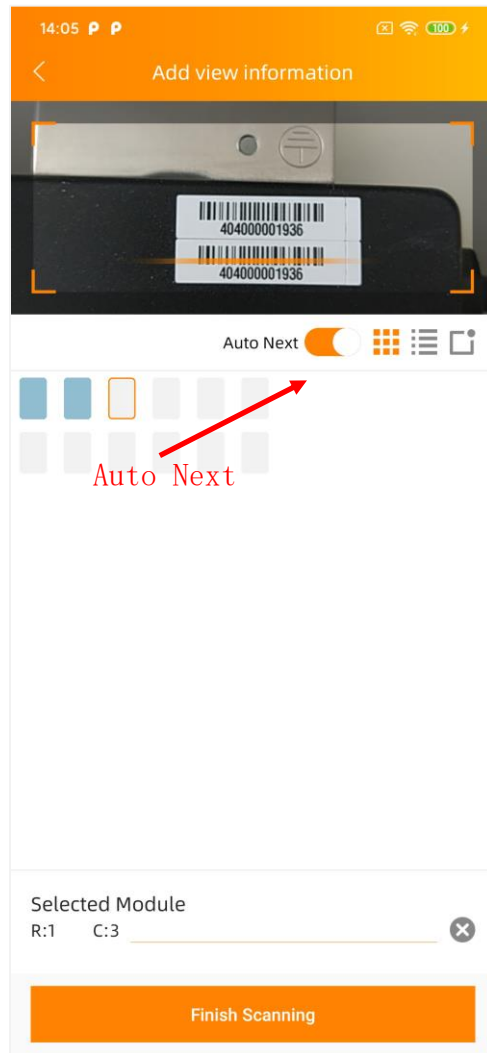 14:05 P P
100
Add view information
404000001936
404000001936
Auto Next
Auto Next
Selected Module
R:1 C:3
Finish Scanning